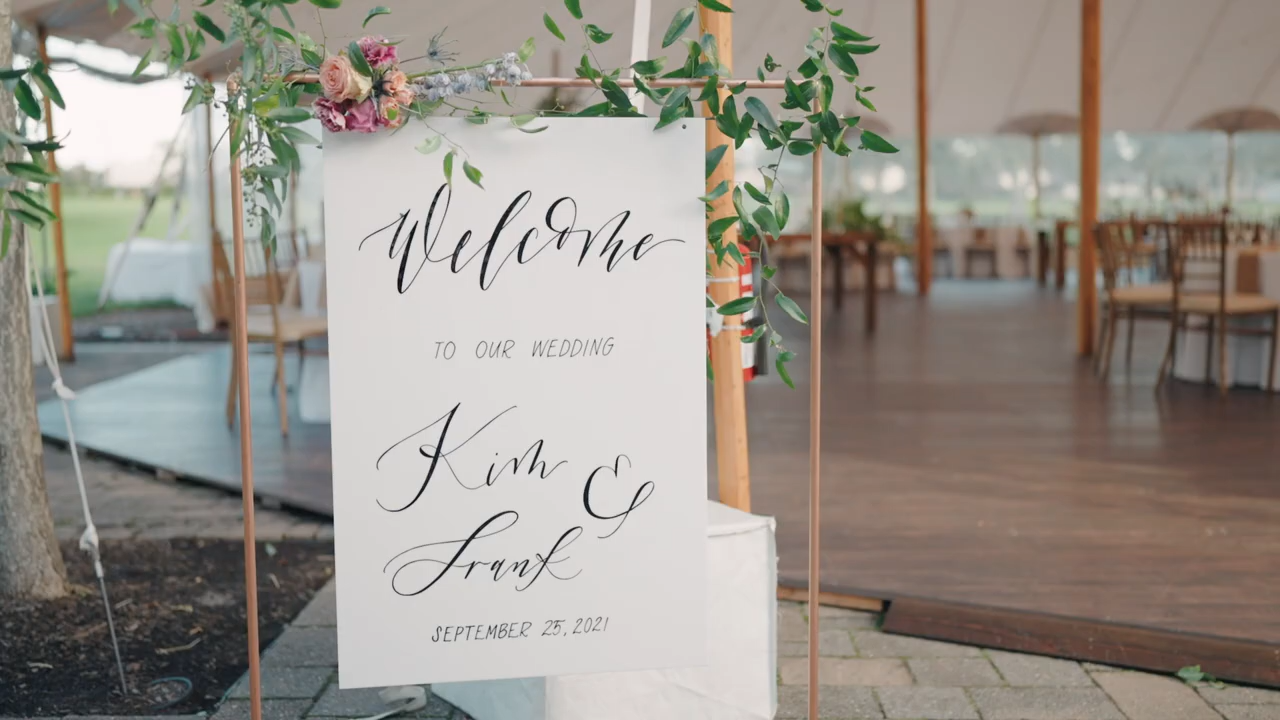 Welcome
TO OUR WEDDING
Kim &
Frank
SEPTEMBER 25, 2021